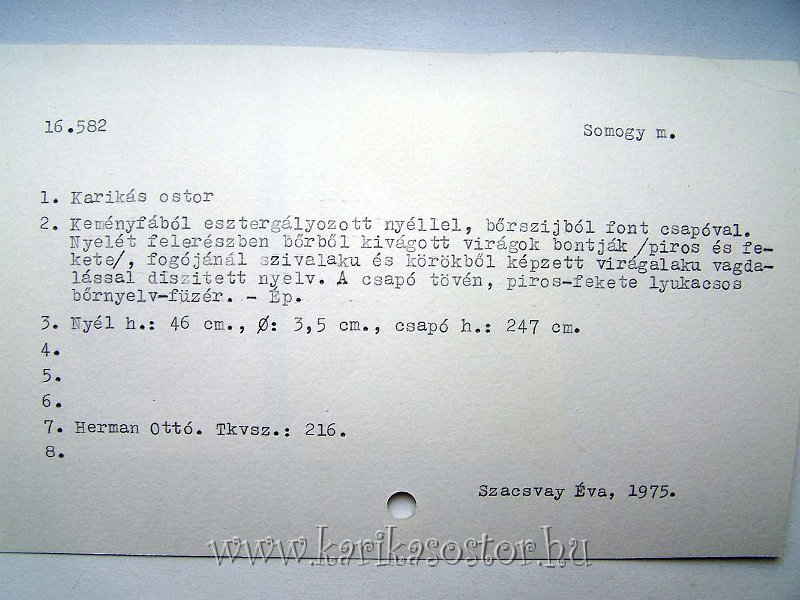 16.582
Somogy m.
1. Karikás ostor
2. Keményfából esztergályozott nyéllel, bőrszijból font csapóval.
Nyelét felerészben bőrből kivágott virágok bontják /piros és fe-
kete/, fogójánál szivalaku és körökből képzett virágalaku vagda-
lással diszitett nyelv. A csapó tövén, piros-fekete lyukacsos
bőrnyelv-füzér. - Ép.
3. Nyél h.: 46 cm., Ø: 3,5 cm., csapó h.: 247 cm.
4.
5.
6.
7. Herman Ottó. Tkvsz.: 216.
8.
Szacsvay Éva, 1975.
www.karikasostor.hu